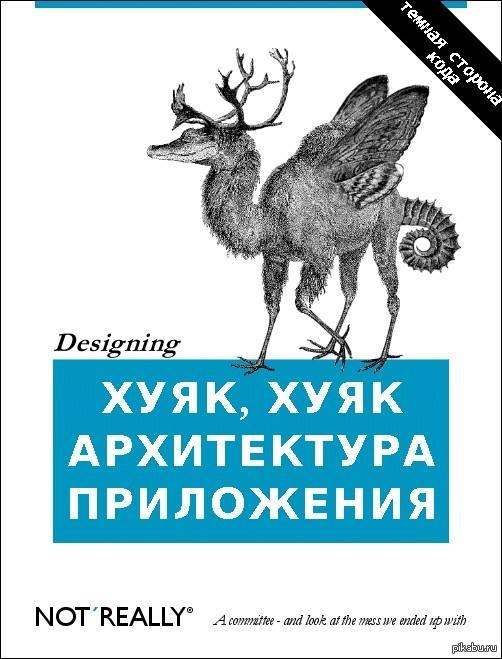 темная сторона
кода
Designing
ХУЯК, ХУЯК
АРХИТЕКТУРА
ПРИЛОЖЕНИЯ
NOT´REALLY®
A committee - and look at the mess we ended up with
pikabu.ru